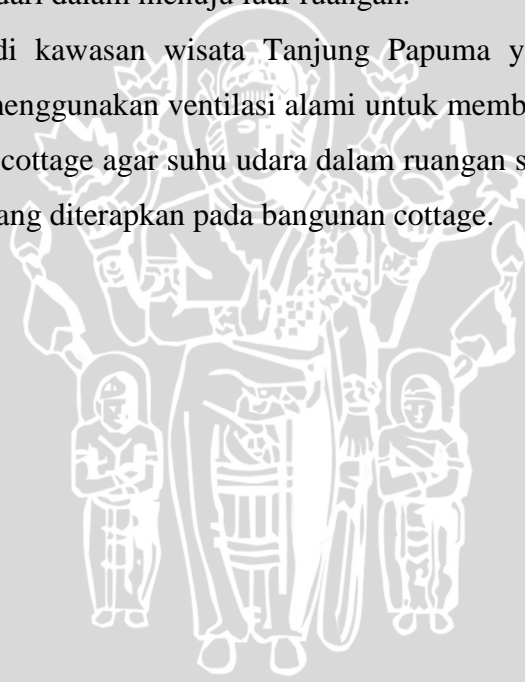 dari dalam menuju luar ruangan.
di kawasan wisata Tanjung Papuma y
menggunakan ventilasi alami untuk memb
cottage agar suhu udara dalam ruangan s
ang diterapkan pada bangunan cottage.